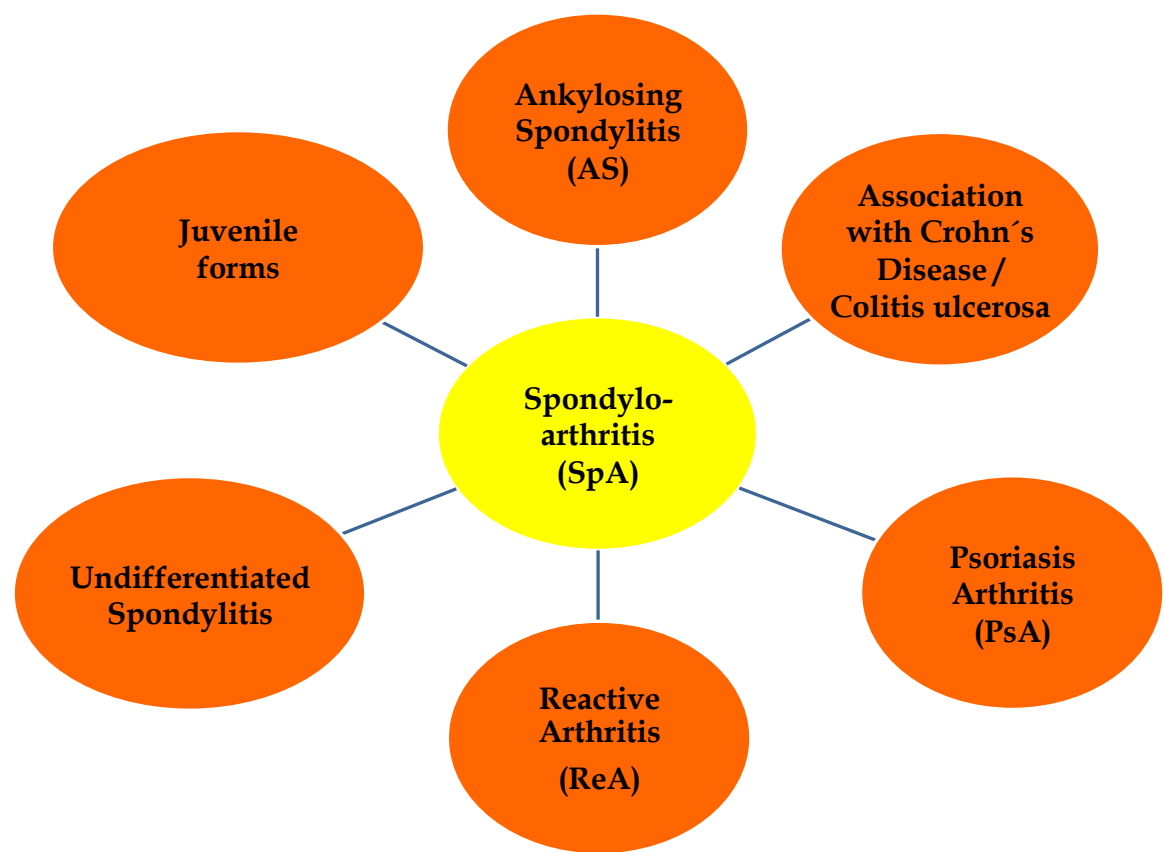 Ankylosing
Spondylitis
(AS)
Association
with Crohn´s
Disease /
Colitis ulcerosa
Juvenile
forms
Spondylo-
arthritis
(SpA)
Undifferentiated
Spondylitis
Psoriasis
Arthritis
(PsA)
Reactive
Arthritis
(ReA)